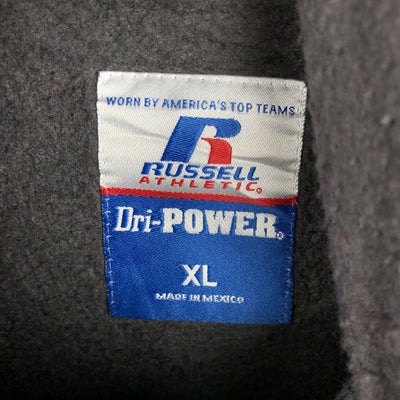 WORN BY AMERICA'S TOP TEAMS
R
RUSSELL
ATHLETIC®
Dri-POWER®
XL
MADE IN MEXICO